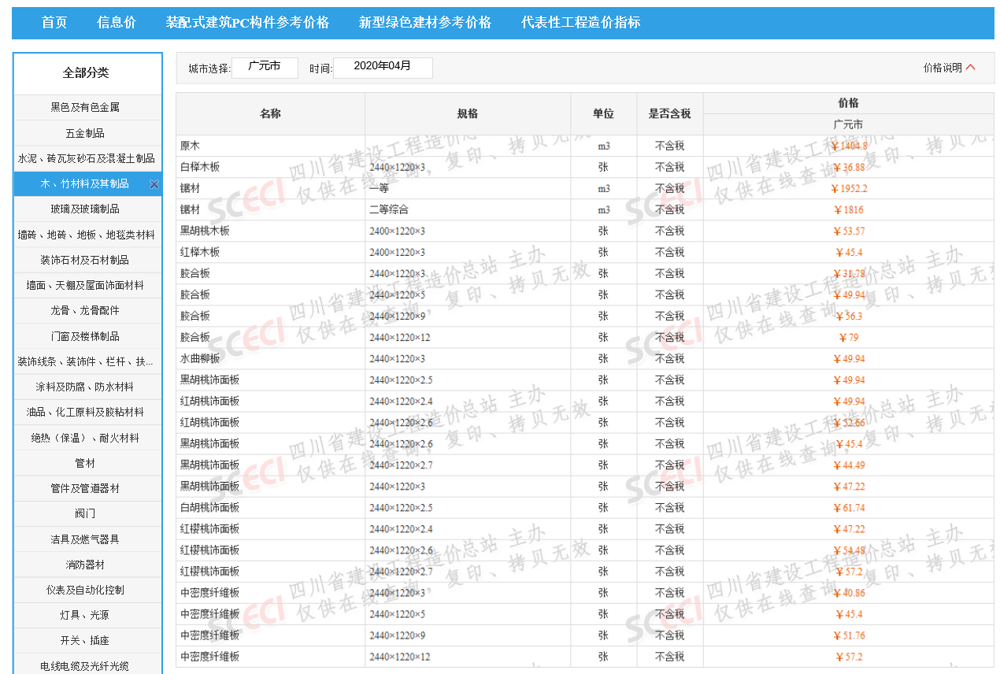 首页 信息价 装配式建筑PC构件参考价格 新型绿色建材参考价格 代表性工程造价指标
全部分类
黑色及有色金属
五金制品
水泥、砖瓦灰砂石及混凝土制品
木、竹材料及其制品
玻璃及玻璃制品
墙砖、地砖、地板、地毯类材料
装饰石材及石材制品
墙面、天棚及屋面饰面材料
龙骨、龙骨配件
门窗及楼梯制品
装饰线条、装饰件、栏杆、扶...
涂料及防腐、防水材料
油品、化工原料及胶粘材料
绝热（保温）、耐火材料
管材
管件及管道器材
阀门
洁具及燃气器具
消防器材
仪表及自动化控制
灯具、光源
开关、插座
电线电缆及光纤光缆
城市选择: 广元市 时间: 2020年04月 价格说明
名称 规格 单位 是否含税 价格
广元市
原木 m3 不含税 ￥1404.8
白榉木板 2440×1220×3 张 不含税 ￥36.88
锯材 一等 m3 不含税 ￥1952.2
锯材 二等综合 m3 不含税 ￥1816
黑胡桃木板 2400×1220×3 张 不含税 ￥53.57
红榉木板 2400×1220×3 张 不含税 ￥45.4
胶合板 2440×1220×3 张 不含税 ￥31.78
胶合板 2440×1220×5 张 不含税 ￥49.94
胶合板 2440×1220×9 张 不含税 ￥56.3
胶合板 2440×1220×12 张 不含税 ￥79
水曲柳板 2440×1220×3 张 不含税 ￥49.94
黑胡桃饰面板 2440×1220×2.5 张 不含税 ￥49.94
红胡桃饰面板 2440×1220×2.4 张 不含税 ￥49.94
红胡桃饰面板 2440×1220×2.6 张 不含税 ￥52.66
黑胡桃饰面板 2440×1220×2.6 张 不含税 ￥45.4
黑胡桃饰面板 2440×1220×2.7 张 不含税 ￥44.49
黑胡桃饰面板 2440×1220×3 张 不含税 ￥47.22
白胡桃饰面板 2440×1220×2.5 张 不含税 ￥61.74
红樱桃饰面板 2440×1220×2.4 张 不含税 ￥47.22
红樱桃饰面板 2440×1220×2.6 张 不含税 ￥54.48
红樱桃饰面板 2440×1220×2.7 张 不含税 ￥57.2
中密度纤维板 2440×1220×3 张 不含税 ￥40.86
中密度纤维板 2440×1220×5 张 不含税 ￥45.4
中密度纤维板 2440×1220×9 张 不含税 ￥51.76
中密度纤维板 2440×1220×12 张 不含税 ￥57.2
SCECI 四川省建设工程造价总站 主办
仅供在线查询，复印、拷贝无效